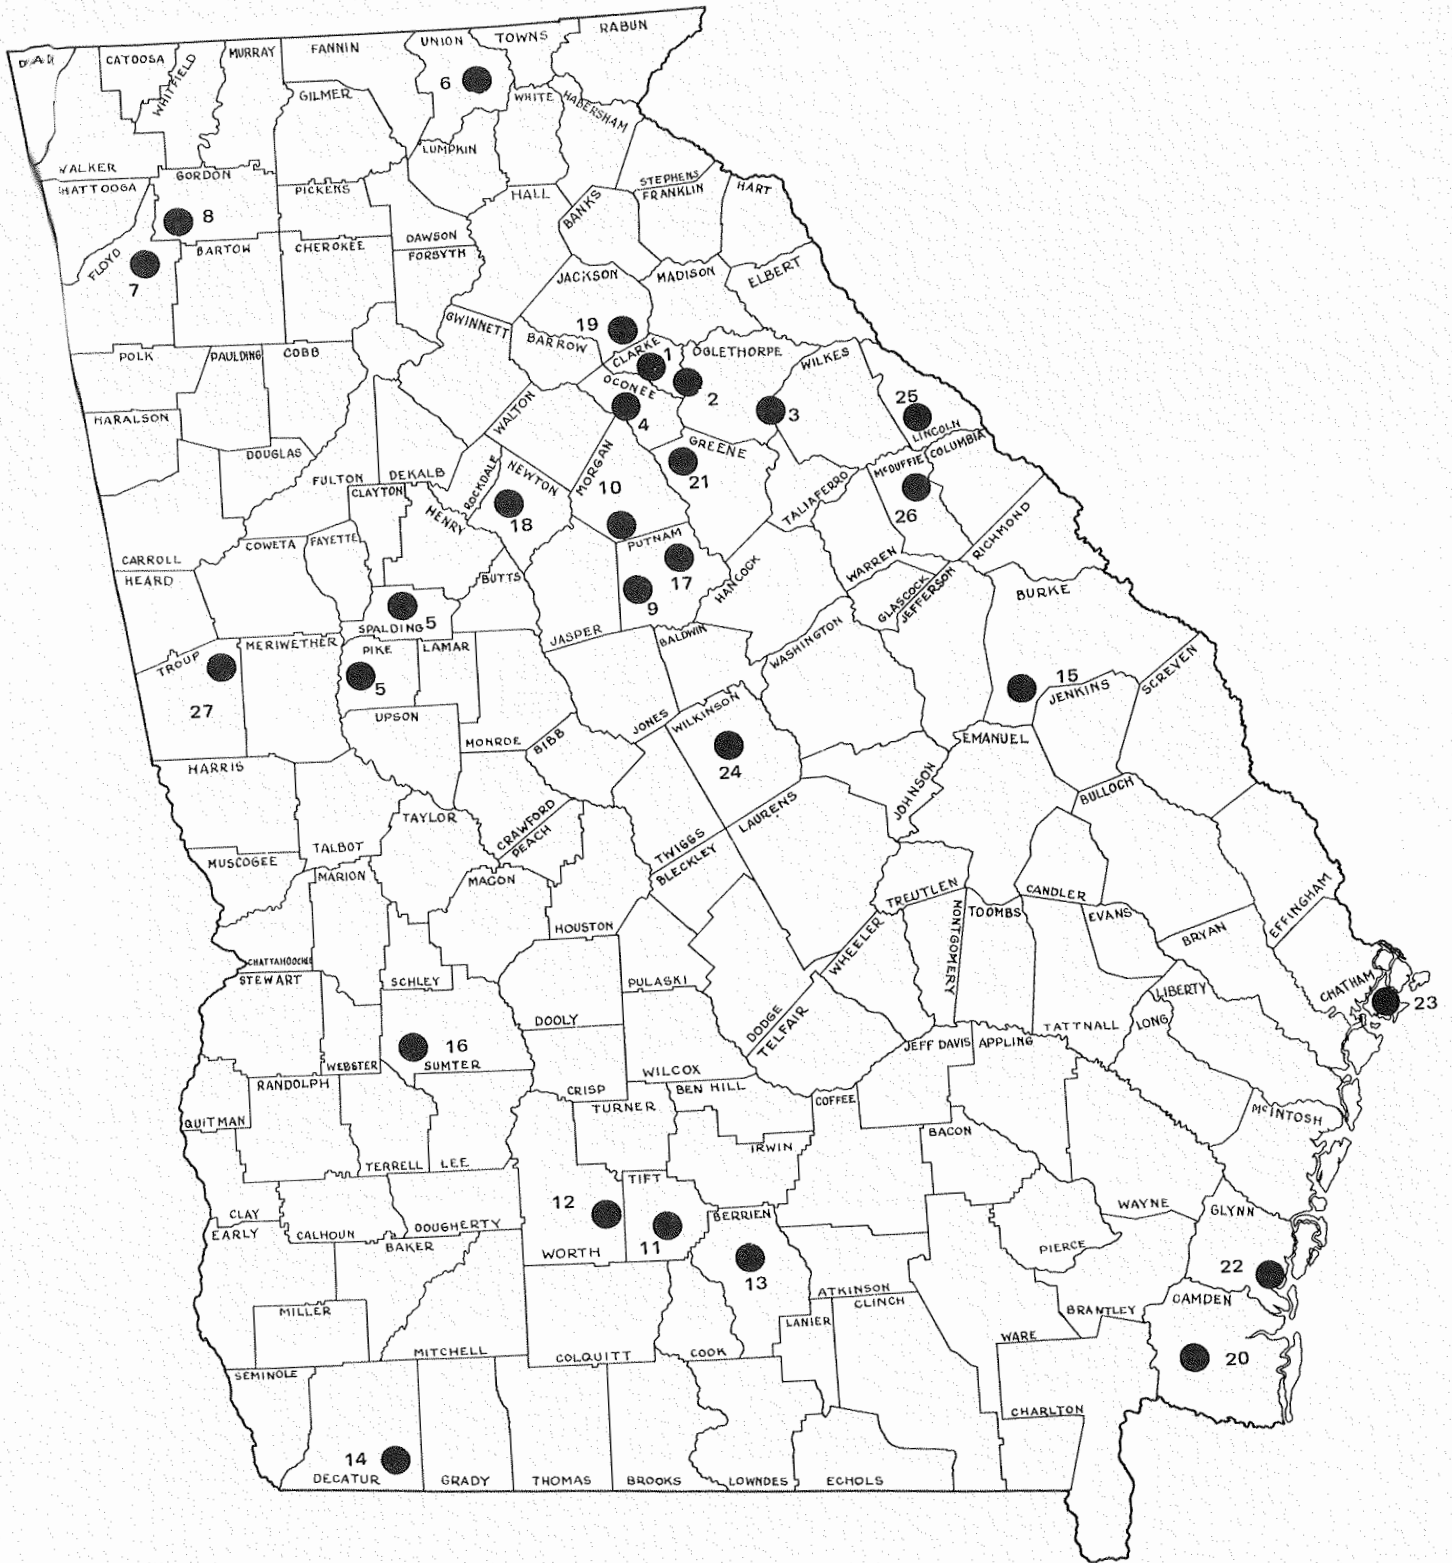 RABUN
TOWNS
UNION
FANNIN
MURRAY
CATOOSA
WHITFIELD
6
GILMER
WHITE
HABERSHAM
LUMPKIN
WALKER
GORDON
STEPHENS
FRANKLIN
HART
PICKENS
HALL
BANKS
8
DAWSON
FORSYTH
BARTOW
CHEROKEE
FLOYD
7
JACKSON
MADISON
ELBERT
GWINNETT
19
BARROW
CLARKE
1
OGLETHORPE
WILKES
POLK
PAULDING
COBB
OCONEE
2
3
25
LINCOLN
HARALSON
WALTON
4
GREENE
COLUMBIA
DOUGLAS
MORGAN
21
McDUFFIE
FULTON
DEKALB
ROCKDALE
NEWTON
10
TALIAFERRO
CLAYTON
HENRY
18
26
RICHMOND
COWETA
FAYETTE
PUTNAM
CARROLL
HEARD
BUTTS
17
HANCOCK
WARREN
GLASCOCK
JEFFERSON
BURKE
9
SPALDING
5
JASPER
BALDWIN
WASHINGTON
MERIWETHER
PIKE
LAMAR
TROUP
5
15
JENKINS
SCREVEN
27
UPSON
JONES
WILKINSON
MONROE
BIBB
EMANUEL
HARRIS
24
JOHNSON
BULLOCH
TAYLOR
CRAWFORD
PEACH
LAURENS
TALBOT
MUSCOGEE
TWIGGS
BLECKLEY
MARION
MACON
TREUTLEN
CANDLER
EFFINGHAM
MONTGOMERY
TOOMBS
EVANS
HOUSTON
WHEELER
BRYAN
STEWART
SCHLEY
PULASKI
CHATHAM
LIBERTY
23
DOOLY
DODGE
TELFAIR
LONG
TATTNALL
16
JEFF DAVIS
APPLING
WEBSTER
SUMTER
WILCOX
RANDOLPH
CRISP
BEN HILL
COFFEE
TURNER
QUITMAN
McINTOSH
BACON
IRWIN
TERRELL
LEE
TIFT
12
WAYNE
CLAY
EARLY
CALHOUN
DOUGHERTY
BERRIEN
GLYNN
BAKER
WORTH
11
PIERCE
13
22
ATKINSON
CLINCH
CAMDEN
MILLER
LANIER
BRANTLEY
WARE
MITCHELL
COLQUITT
COOK
20
SEMINOLE
CHARLTON
14
DECATUR
GRADY
THOMAS
BROOKS
LOWNDES
ECHOLS